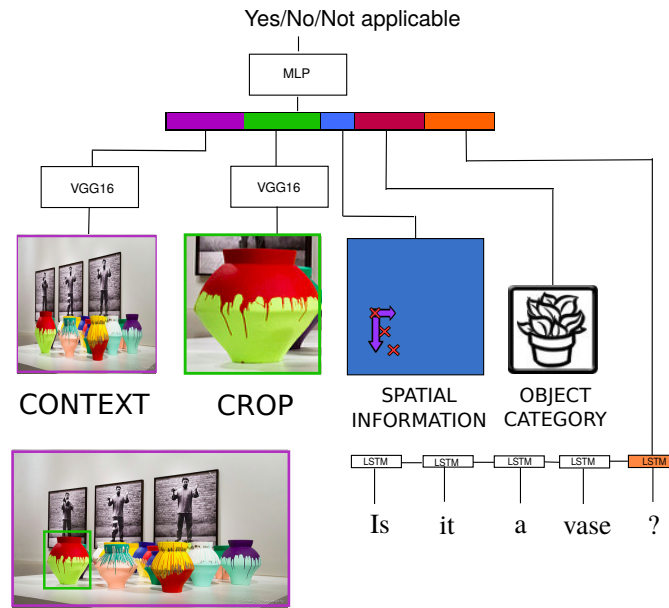 Yes/No/Not applicable
MLP
VGG16
VGG16
CONTEXT
CROP
SPATIAL
INFORMATION
OBJECT
CATEGORY
LSTM LSTM LSTM LSTM LSTM
Is it a vase ?